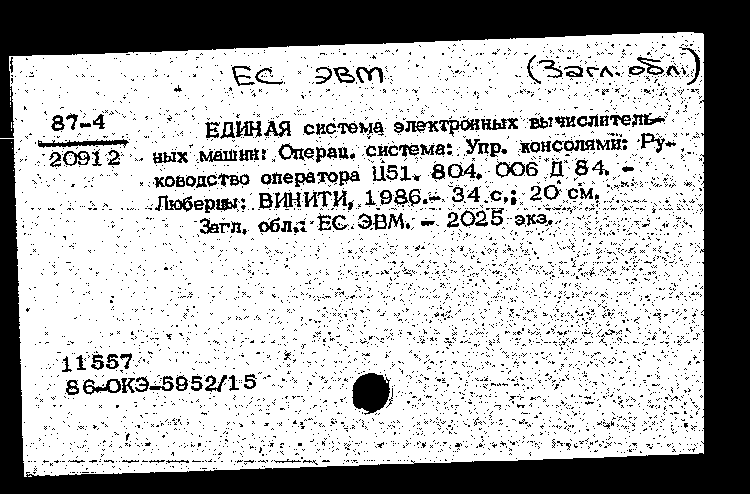 ЕС ЭВМ (Загл. обл.)
87-4
20912
ЕДИНАЯ система электронных вычислитель-
ных машин: Операц. система: Упр. консолями: Ру-
ководство оператора Ц51. 804. 006 Д 84. -
Люберцы: ВИНИТИ, 1986.- 34 с.; 20 см.
Загл. обл.: ЕС ЭВМ. - 2025 экз.
11557
86-ОКЭ-5952/15